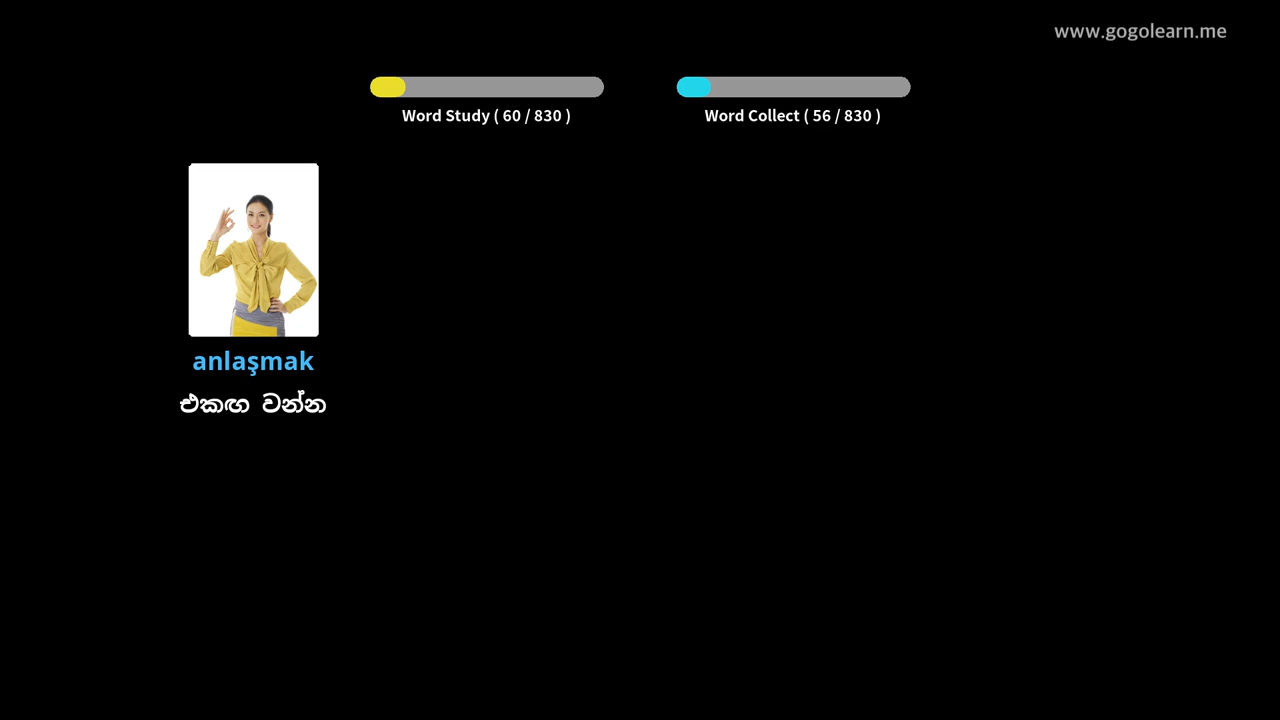 www.gogolearn.me
Word Study ( 60 / 830 )
Word Collect ( 56 / 830 )
anlaşmak
එකඟ වන්න